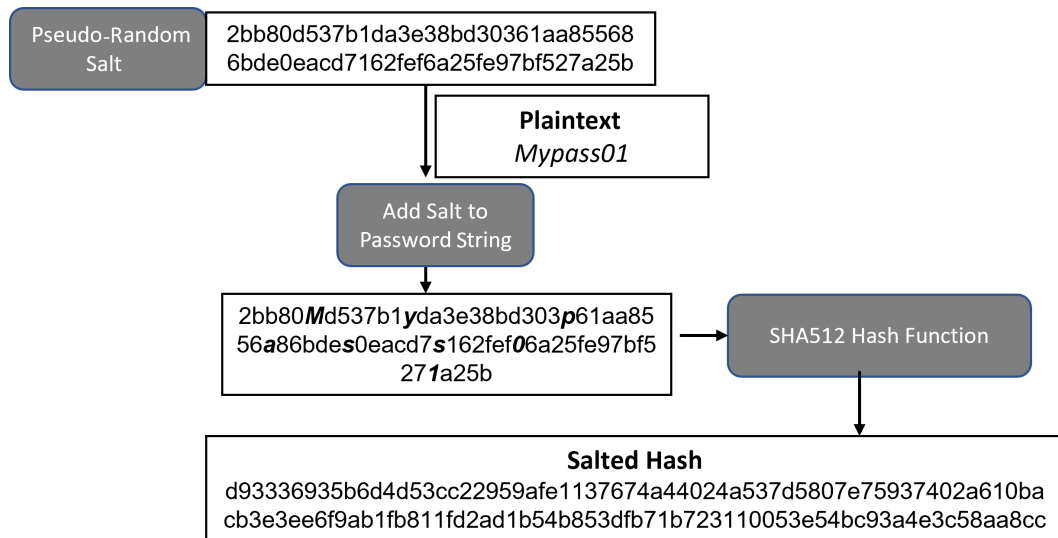 Pseudo-Random
Salt
2bb80d537b1da3e38bd30361aa85568
6bde0eacd7162fef6a25fe97bf527a25b
Plaintext
Mypass01
Add Salt to
Password String
2bb80Md537b1yda3e38bd303p61aa85
56a86bdes0eacd7s162fef06a25fe97bf5
271a25b
SHA512 Hash Function
Salted Hash
d93336935b6d4d53cc22959afe1137674a44024a537d5807e75937402a610ba
cb3e3ee6f9ab1fb811fd2ad1b54b853dfb71b723110053e54bc93a4e3c58aa8cc